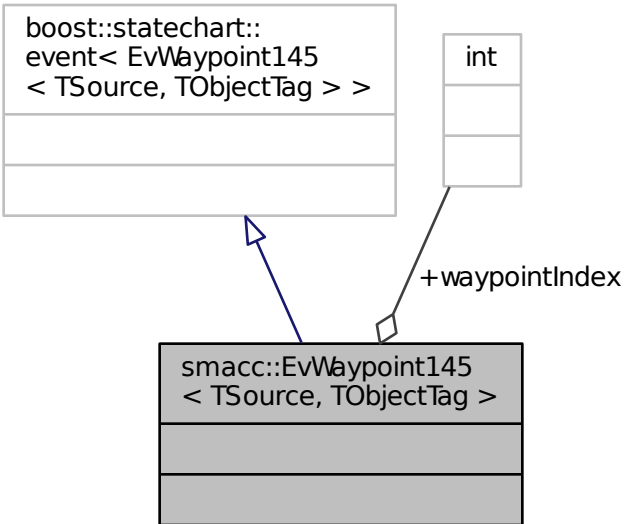 boost::statechart::
event< EvWaypoint145
< TSource, TObjectTag > >
int
+waypointIndex
smacc::EvWaypoint145
< TSource, TObjectTag >